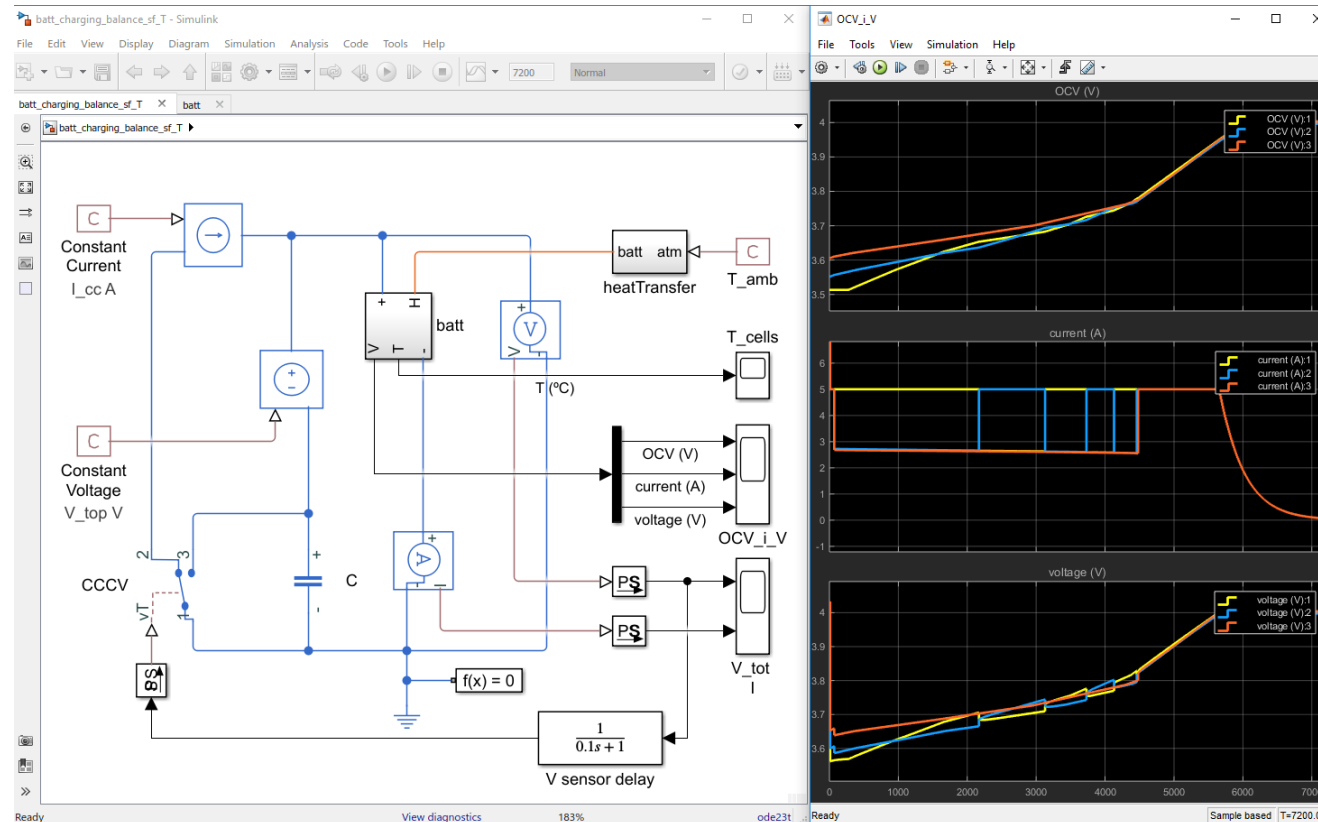 batt_charging_balance_sf_T - Simulink
File Edit View Display Diagram Simulation Analysis Code Tools Help
7200 Normal
batt_charging_balance_sf_T batt
batt_charging_balance_sf_T
C
Constant
Current
I_cc A
batt atm
heatTransfer
C
T_amb
+ H
V T -
batt
+
V
V -
T_cells
T (ºC)
+
-
C
Constant
Voltage
V_top V
OCV (V)
current (A)
voltage (V)
OCV_i_V
2 3
CCCV
vT
1
+
C
-
+
A
I -
PS
PS
V_tot
I
PS
f(x) = 0
1
0.1s + 1
V sensor delay
Ready View diagnostics 183% ode23t
OCV_i_V
File Tools View Simulation Help
OCV (V)
OCV (V):1
OCV (V):2
OCV (V):3
4
3.9
3.8
3.7
3.6
3.5
current (A)
current (A):1
current (A):2
current (A):3
6
5
4
3
2
1
0
-1
voltage (V)
voltage (V):1
voltage (V):2
voltage (V):3
4
3.9
3.8
3.7
3.6
0 1000 2000 3000 4000 5000 6000
Ready Sample based